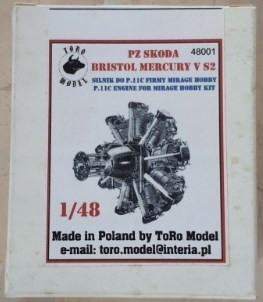 TORO
MODEL
48001
PZ SKODA
BRISTOL MERCURY V S2
SILNIK DO P.11C FIRMY MIRAGE HOBBY
P.11C ENGINE FOR MIRAGE HOBBY KIT
1/48
Made in Poland by ToRo Model
e-mail: toro.model@interia.pl